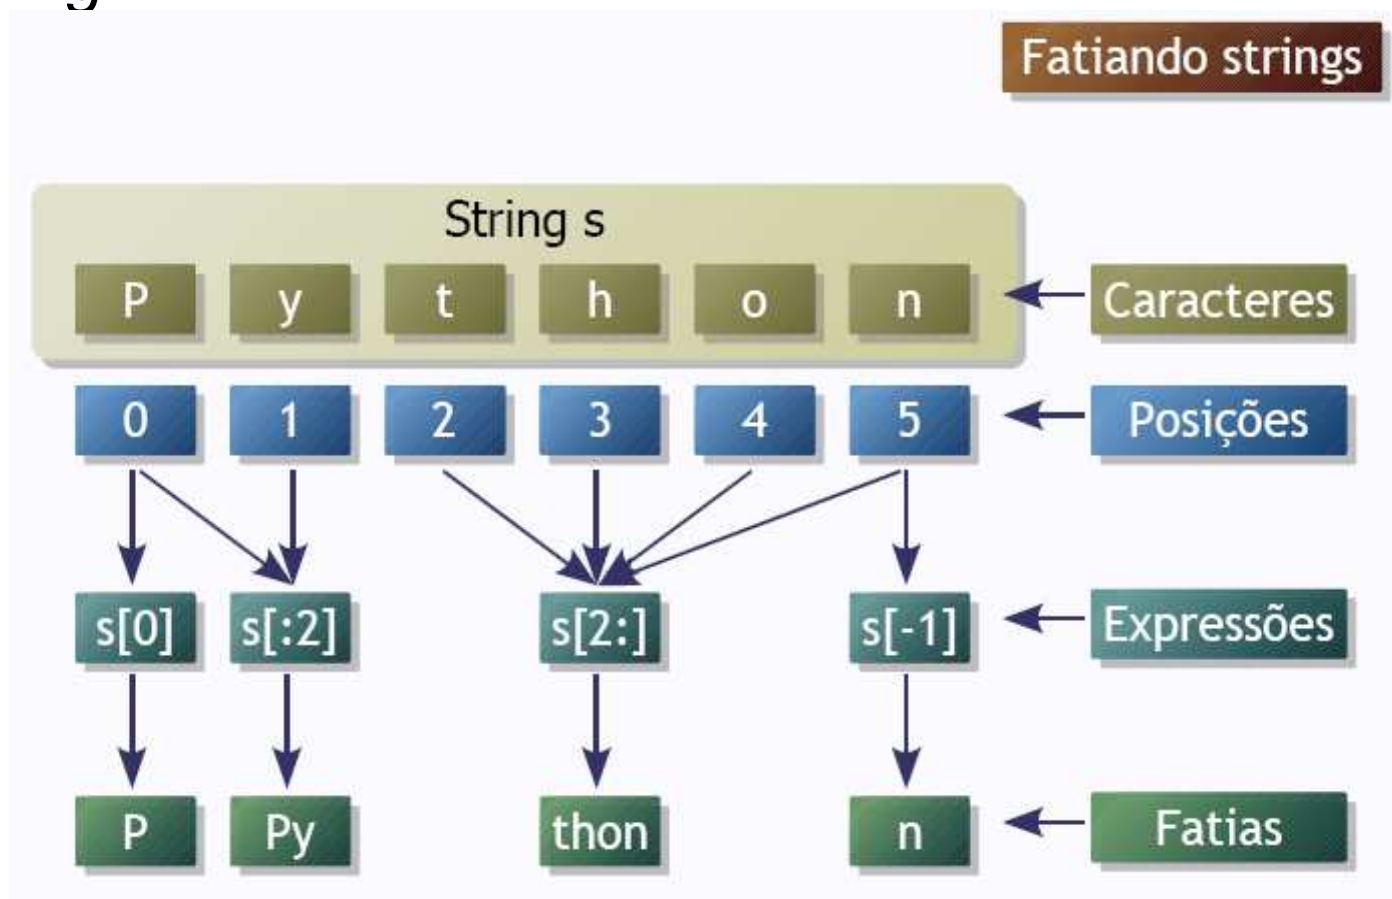 Fatiando strings
String s
P y t h o n Caracteres
0 1 2 3 4 5 Posições
s[0] s[:2] s[2:] s[-1] Expressões
P Py thon n Fatias